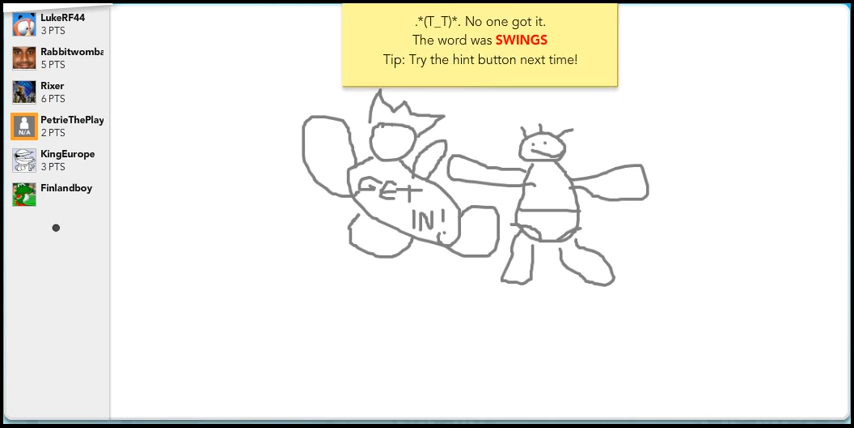 LukeRF44
3 PTS
Rabbitwomba
5 PTS
Rixer
6 PTS
PetrieThePlay
N/A
2 PTS
KingEurope
3 PTS
Finlandboy
.*(T_T)*. No one got it.
The word was SWINGS
Tip: Try the hint button next time!
GET
IN!